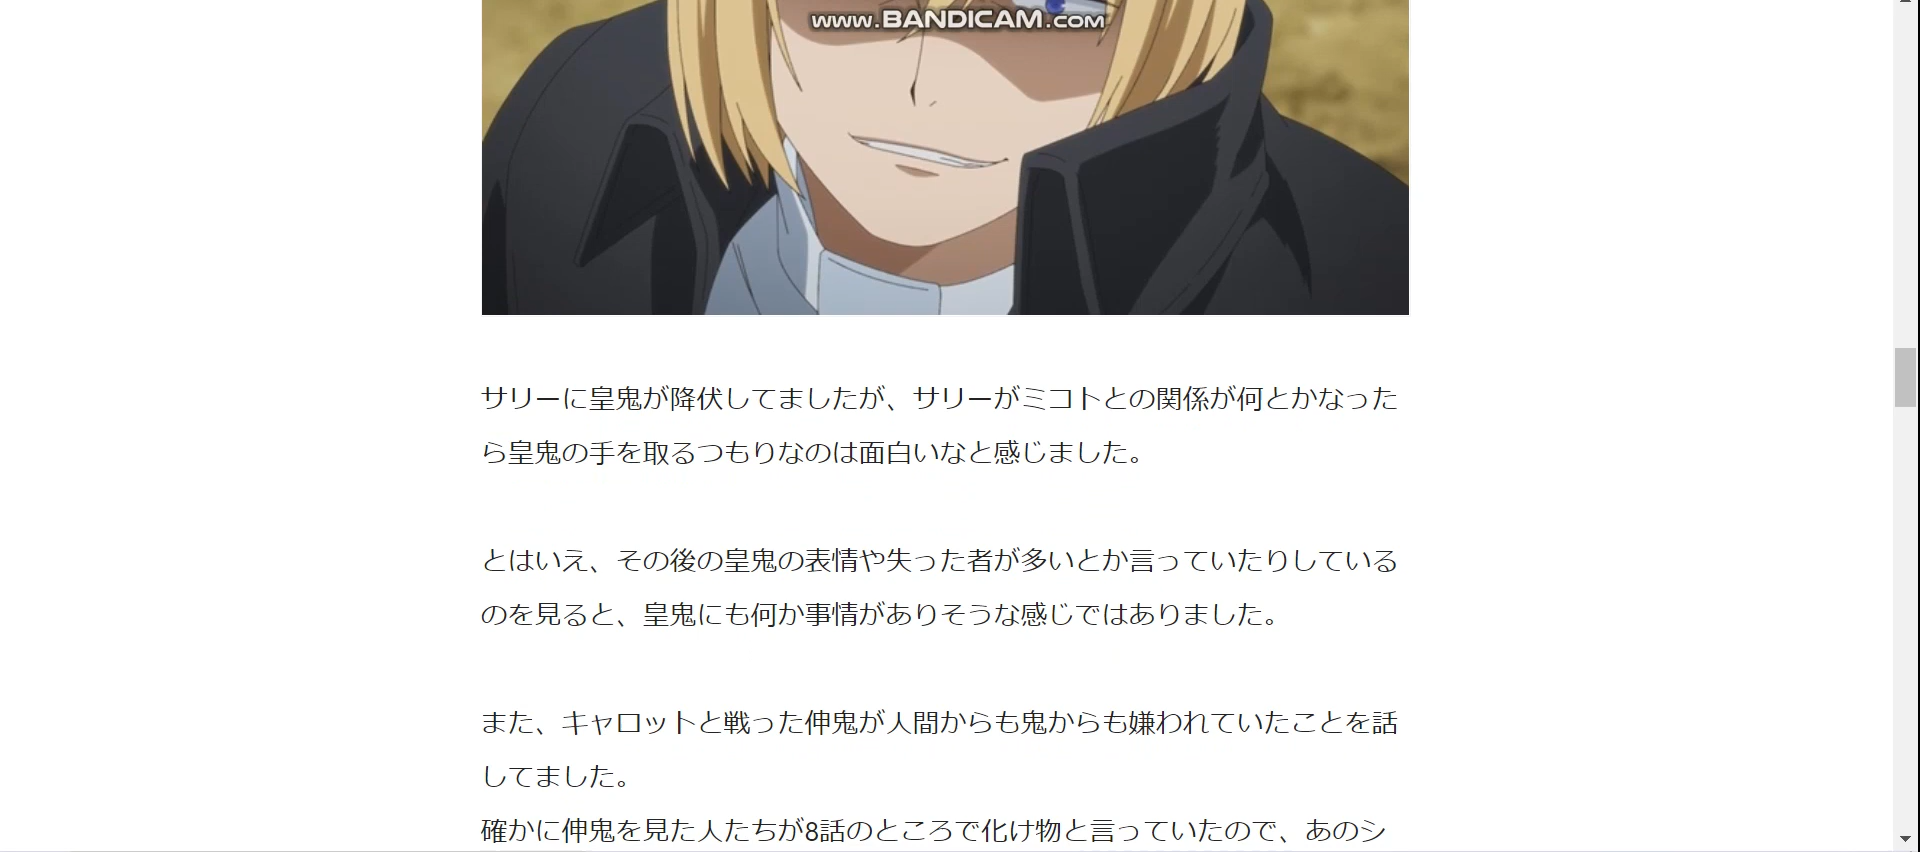 www.BANDICAM.com
サリーに皇鬼が降伏してましたが、サリーがミコトとの関係が何とかなった
ら皇鬼の手を取るつもりなのは面白いなと感じました。
とはいえ、その後の皇鬼の表情や失った者が多いとか言っていたりしている
のを見ると、皇鬼にも何か事情がありそうな感じではありました。
また、キャロットと戦った伸鬼が人間からも鬼からも嫌われていたことを話
してました。
確かに伸鬼を見た人たちが8話のところで化け物と言っていたので、あのシ